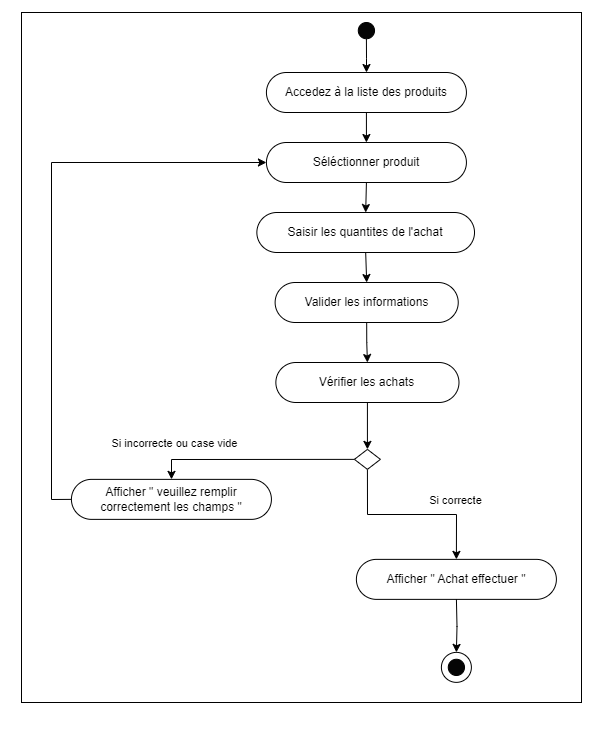 Accedez à la liste des produits
Séléctionner produit
Saisir les quantites de l'achat
Valider les informations
Vérifier les achats
Si incorrecte ou case vide
Afficher " veuillez remplir
correctement les champs "
Si correcte
Afficher " Achat effectuer "